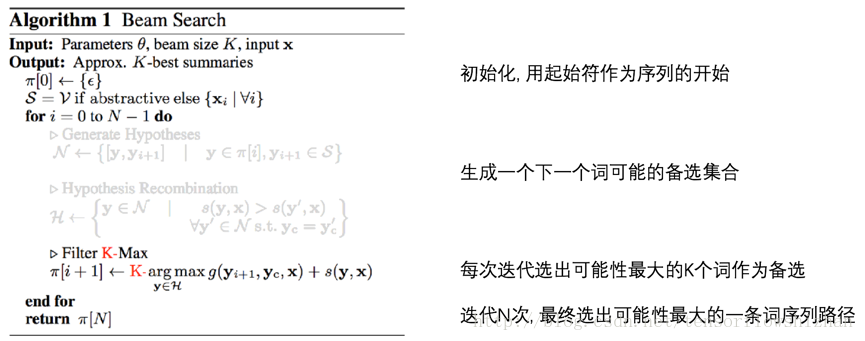 Algorithm 1 Beam Search
Input: Parameters θ, beam size K, input x
Output: Approx. K-best summaries
π[0] ← {ϵ}
初始化, 用起始符作为序列的开始
S = V if abstractive else {x_i | ∀i}
for i = 0 to N − 1 do
▷ Generate Hypotheses
N ← {[y, y_{i+1}] | y ∈ π[i], y_{i+1} ∈ S}
生成一个下一个词可能的备选集合
▷ Hypothesis Recombination
H ← { y ∈ N | s(y, x) > s(y′, x)
∀y′ ∈ N s.t. y_c = y′_c }
▷ Filter K-Max
π[i + 1] ← K-arg max g(y_{i+1}, y_c, x) + s(y, x)
y∈H
每次迭代选出可能性最大的K个词作为备选
end for
return π[N]
迭代N次, 最终选出可能性最大的一条词序列路径